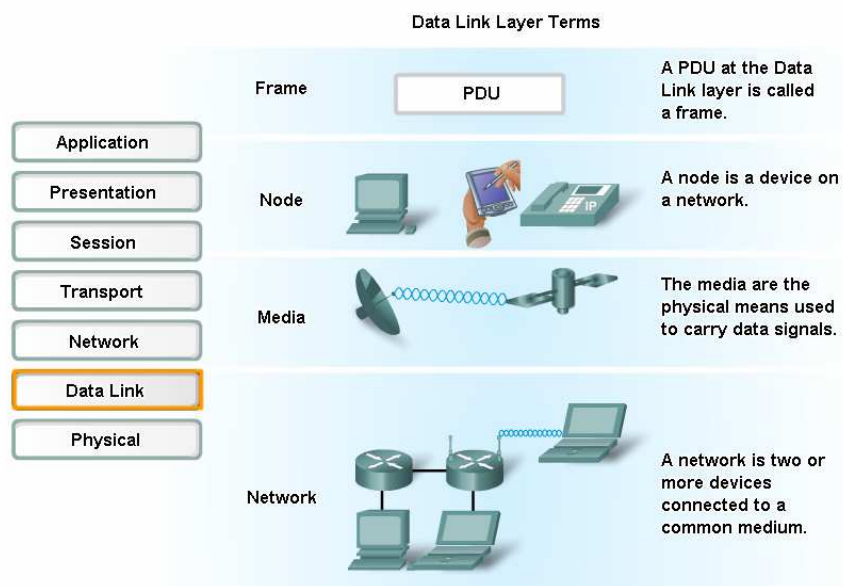 Data Link Layer Terms
Application
Presentation
Session
Transport
Network
Data Link
Physical
Frame
PDU
A PDU at the Data
Link layer is called
a frame.
Node
IP
A node is a device on
a network.
Media
The media are the
physical means used
to carry data signals.
Network
A network is two or
more devices
connected to a
common medium.